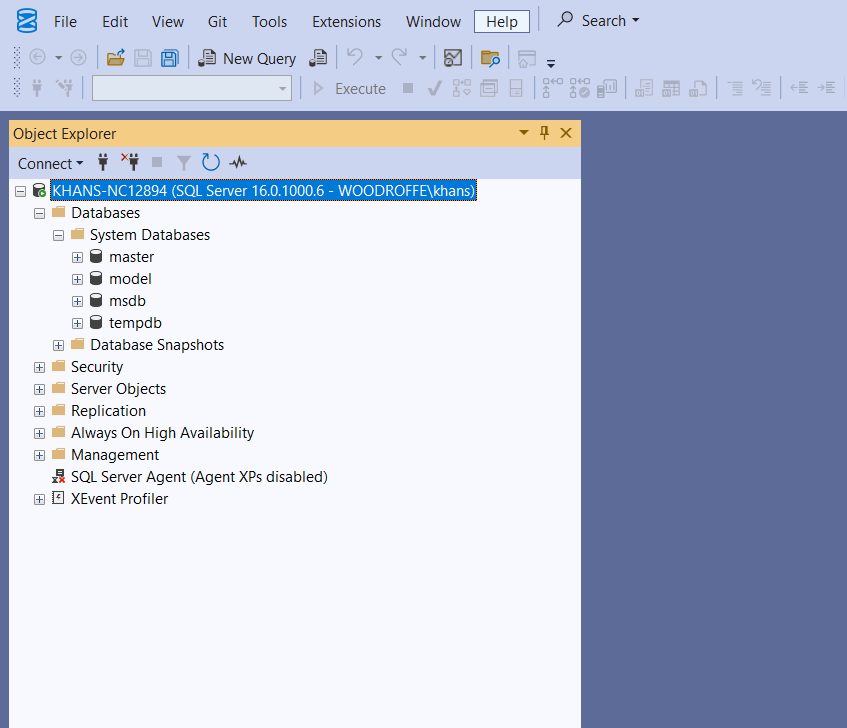 File Edit View Git Tools Extensions Window Help Search
New Query
Execute
Object Explorer
Connect
KHANS-NC12894 (SQL Server 16.0.1000.6 - WOODROFFE\khans)
Databases
System Databases
master
model
msdb
tempdb
Database Snapshots
Security
Server Objects
Replication
Always On High Availability
Management
SQL Server Agent (Agent XPs disabled)
XEvent Profiler